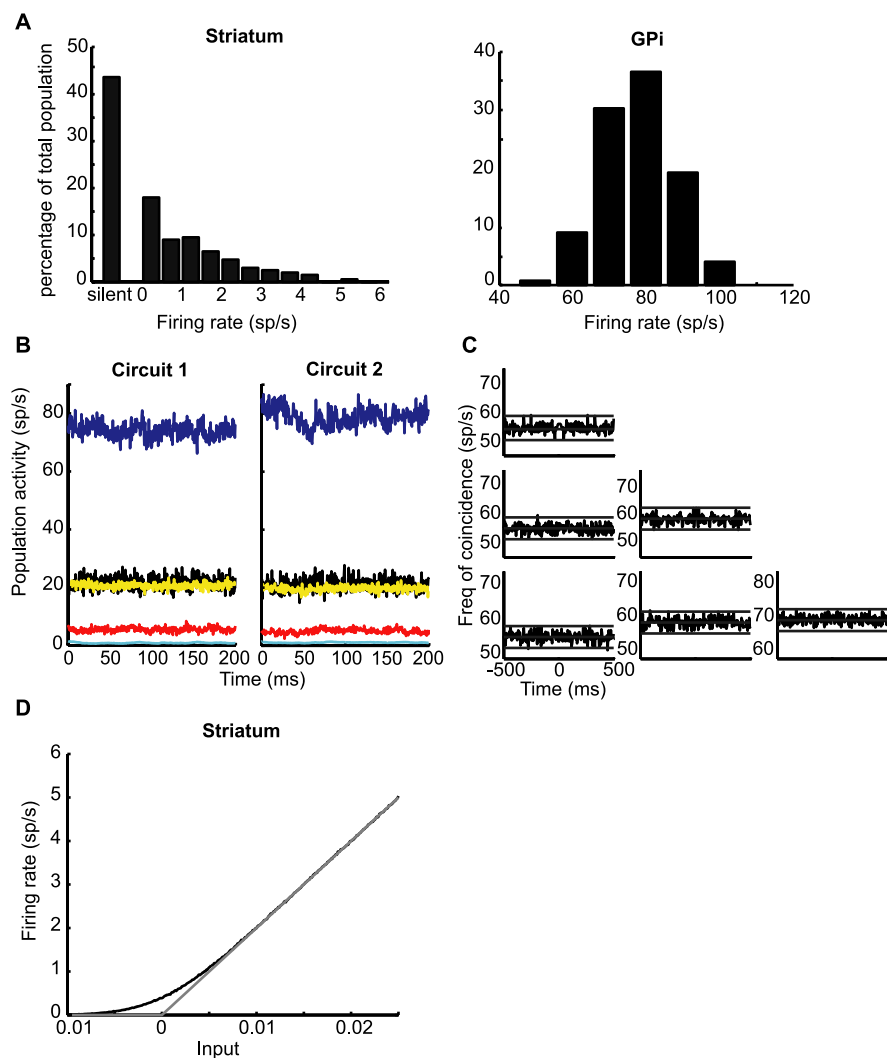 A
Striatum
percentage of total population
50
40
30
20
10
0
silent 0 1 2 3 4 5 6
Firing rate (sp/s)
GPi
40
30
20
10
0
40 60 80 100 120
Firing rate (sp/s)
B
Circuit 1
Circuit 2
Population activity (sp/s)
80
60
40
20
0
0 50 100 150 200
0 50 100 150 200
Time (ms)
C
Freq of coincidence (sp/s)
70
60
50
70
60
50
70
60
50
70
60
50
70
60
50
80
70
60
-500 0 500
Time (ms)
D
Striatum
Firing rate (sp/s)
6
5
4
3
2
1
0
0.01 0 0.01 0.02
Input